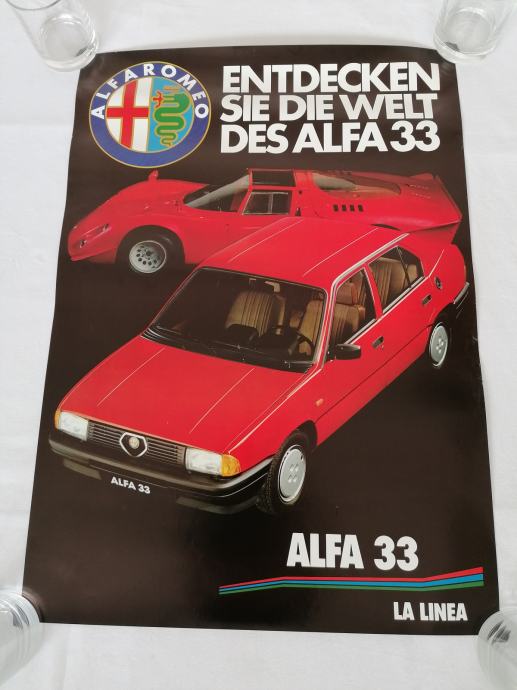 ALFA ROMEO
ENTDECKEN
SIE DIE WELT
DES ALFA 33
ALFA 33
ALFA 33
LA LINEA